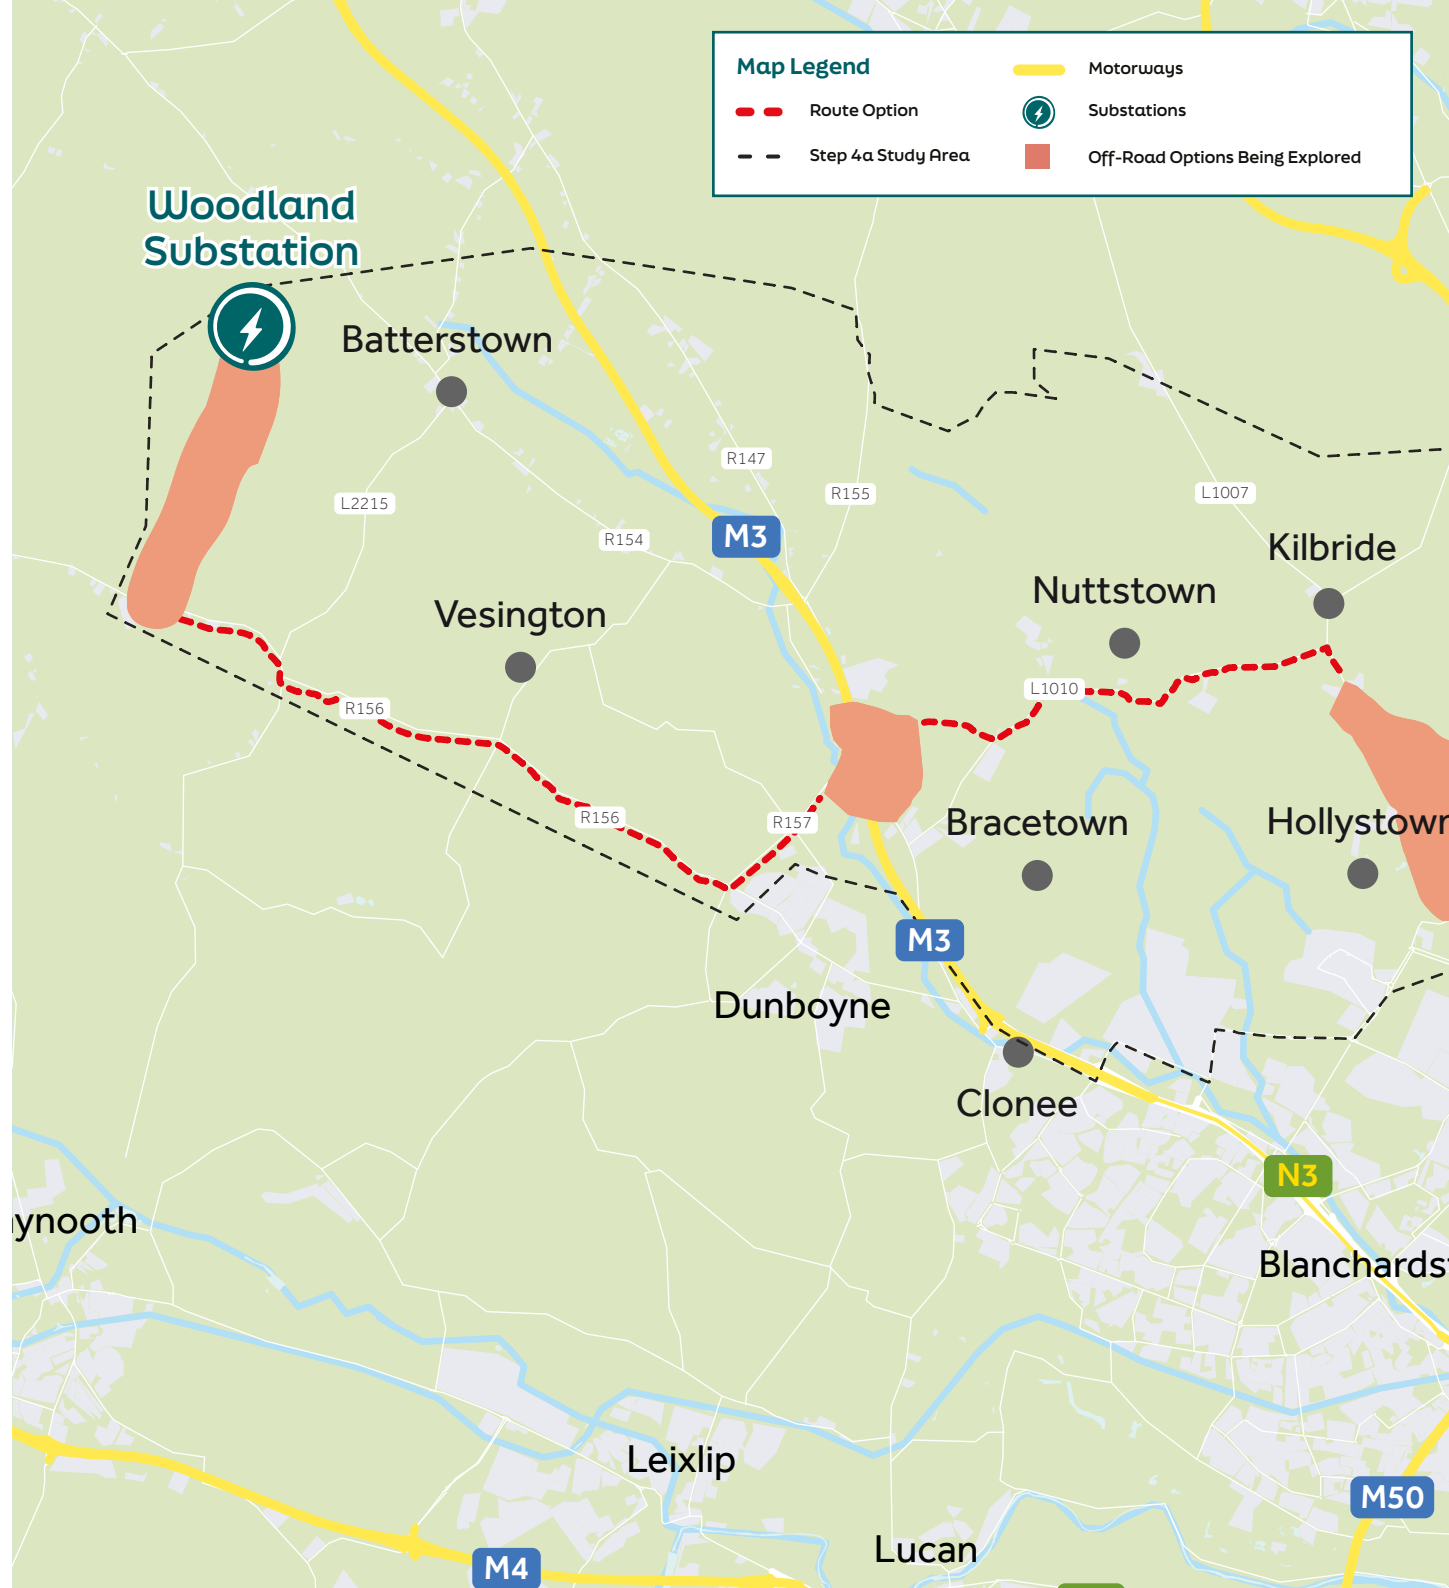 Map Legend
Motorways
Route Option
Substations
Step 4a Study Area
Off-Road Options Being Explored
Woodland
Substation
Batterstown
R147
L2215
R155
L1007
R154
M3
Kilbride
Nuttstown
Vesington
L1010
R156
R156
R157
Bracetown
Hollystown
M3
Dunboyne
Clonee
N3
ynooth
Blanchards
Leixlip
M50
Lucan
M4